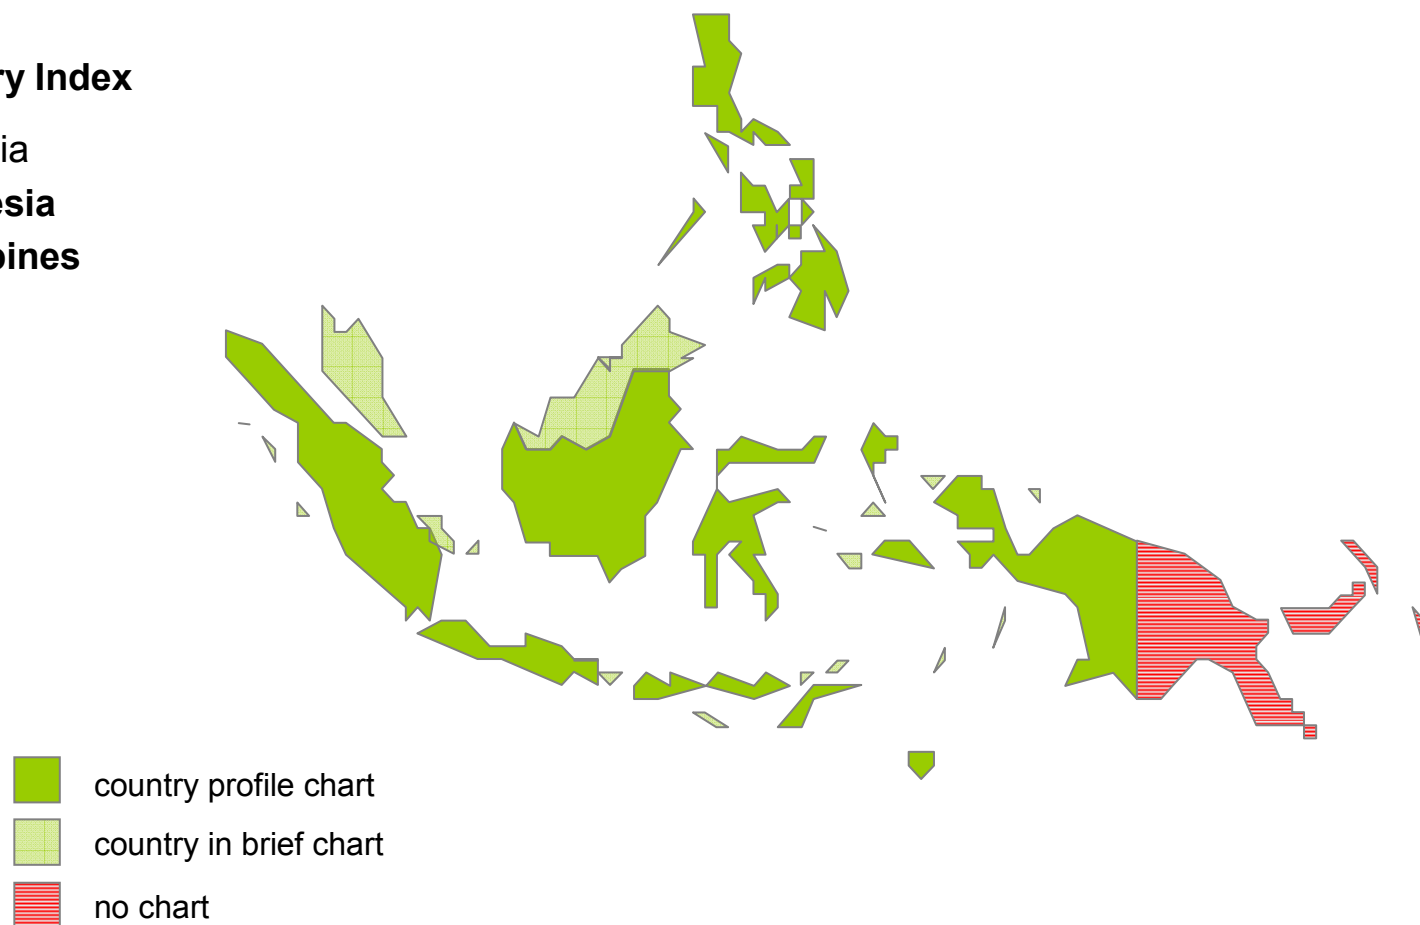 ry Index
ia
esia
pines
country profile chart
country in brief chart
no chart